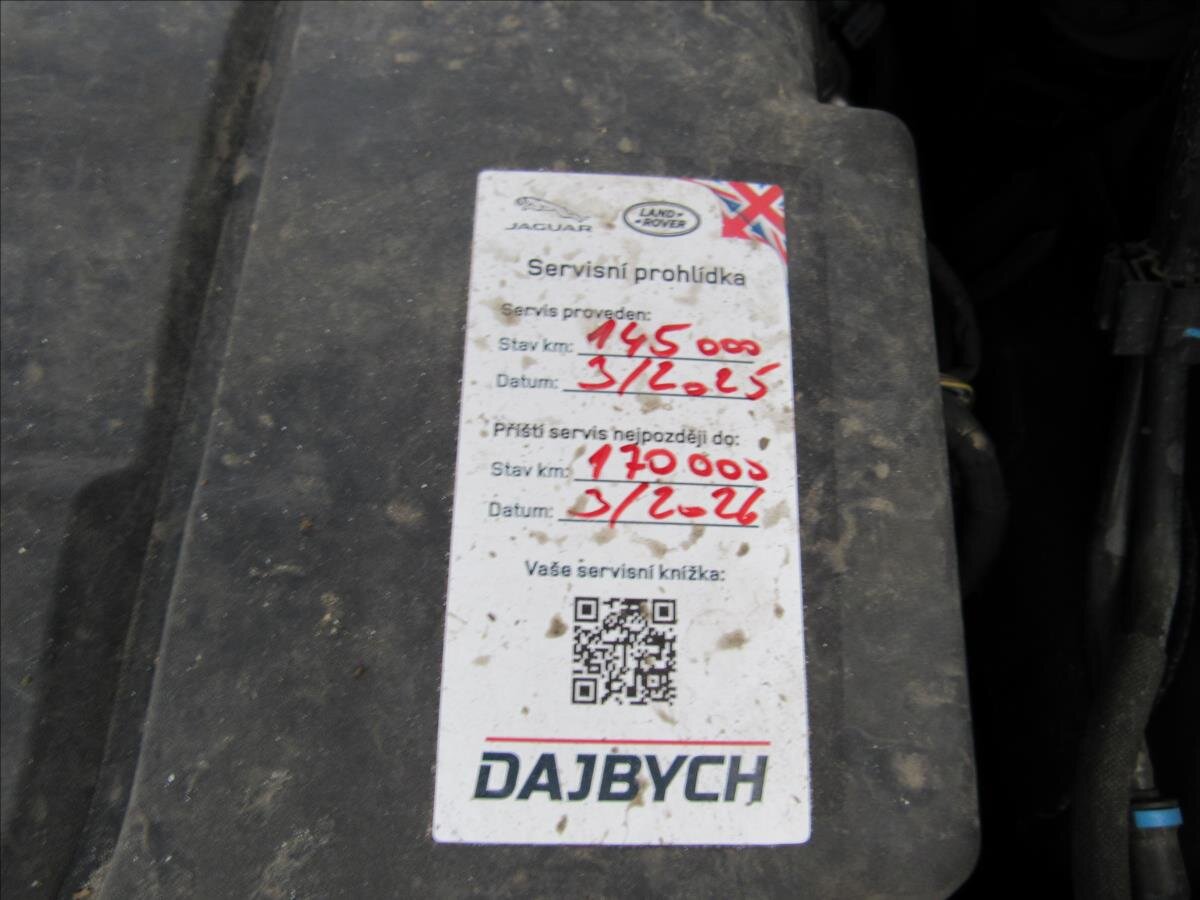 JAGUAR
LAND-
-ROVER
Servisní prohlídka
Servis proveden:
Stav km: 145 000
Datum: 3/2025
Příští servis nejpozději do:
Stav km: 170 000
Datum: 3/2026
Vaše servisní knížka:
DAJBYCH